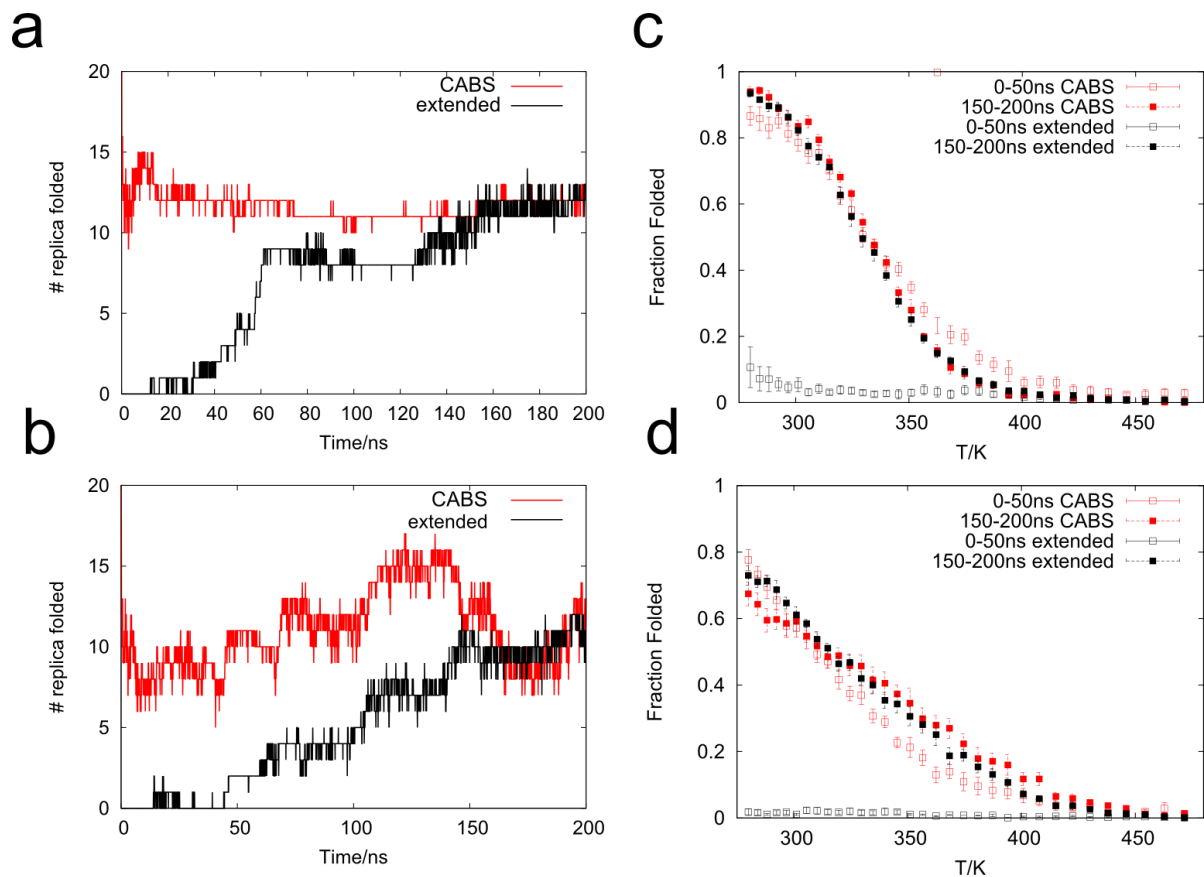 a
20
15
10
5
0
# replica folded
CABS
extended
0 20 40 60 80 100 120 140 160 180 200
Time/ns
b
20
15
10
5
0
# replica folded
CABS
extended
0 50 100 150 200
Time/ns
c
1
0.8
0.6
0.4
0.2
0
Fraction Folded
0-50ns CABS
150-200ns CABS
0-50ns extended
150-200ns extended
300 350 400 450
T/K
d
1
0.8
0.6
0.4
0.2
0
Fraction Folded
0-50ns CABS
150-200ns CABS
0-50ns extended
150-200ns extended
300 350 400 450
T/K